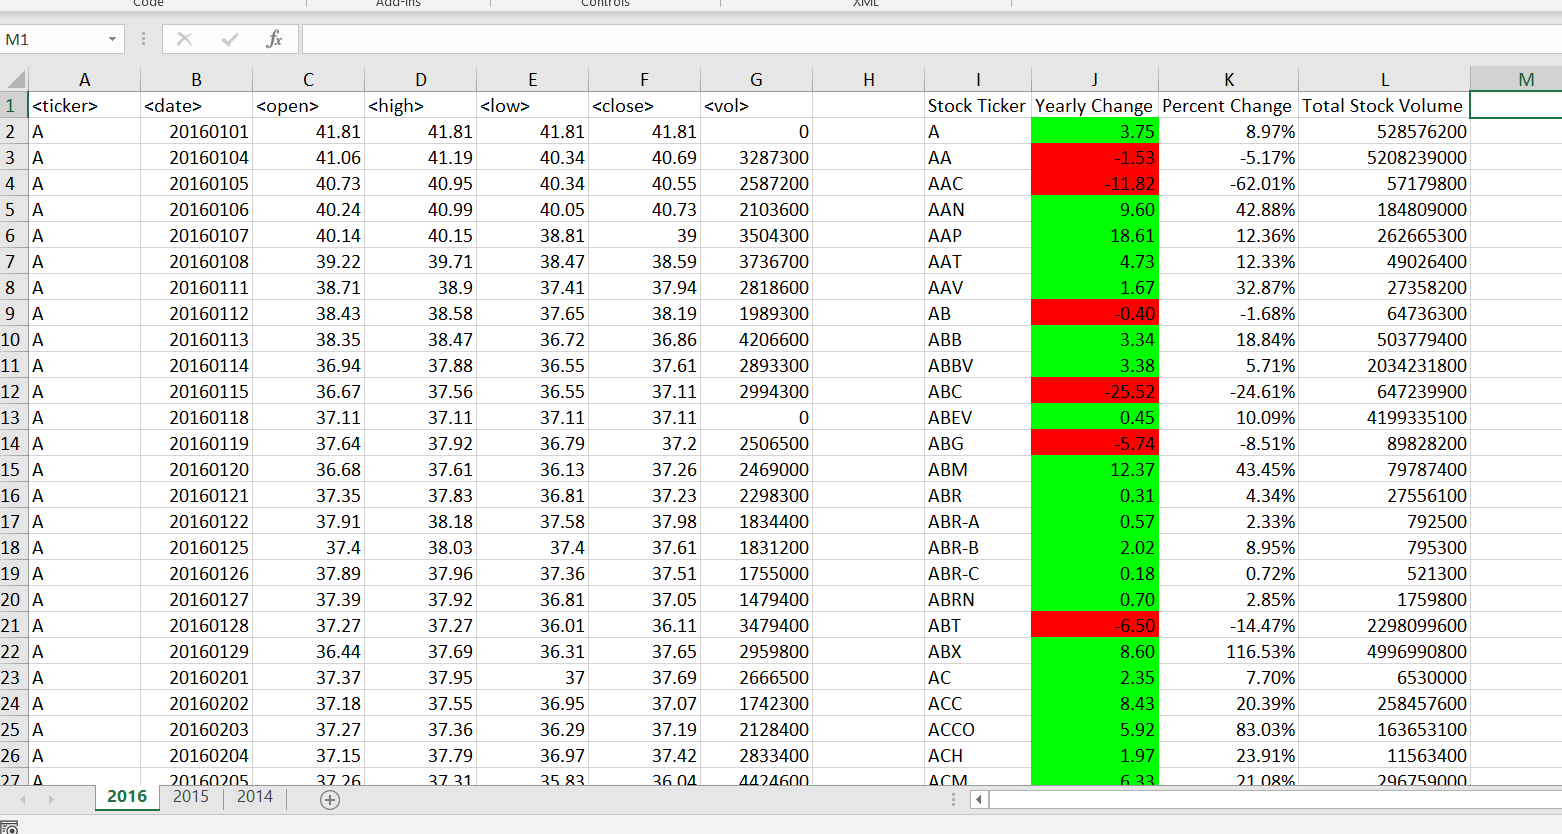 Code Add-ins Controls XML
M1 fx
A B C D E F G H I J K L M
1 <ticker> <date> <open> <high> <low> <close> <vol> Stock Ticker Yearly Change Percent Change Total Stock Volume
2 A 20160101 41.81 41.81 41.81 41.81 0 A 3.75 8.97% 528576200
3 A 20160104 41.06 41.19 40.34 40.69 3287300 AA -1.53 -5.17% 5208239000
4 A 20160105 40.73 40.95 40.34 40.55 2587200 AAC -11.82 -62.01% 57179800
5 A 20160106 40.24 40.99 40.05 40.73 2103600 AAN 9.60 42.88% 184809000
6 A 20160107 40.14 40.15 38.81 39 3504300 AAP 18.61 12.36% 262665300
7 A 20160108 39.22 39.71 38.47 38.59 3736700 AAT 4.73 12.33% 49026400
8 A 20160111 38.71 38.9 37.41 37.94 2818600 AAV 1.67 32.87% 27358200
9 A 20160112 38.43 38.58 37.65 38.19 1989300 AB -0.40 -1.68% 64736300
10 A 20160113 38.35 38.47 36.72 36.86 4206600 ABB 3.34 18.84% 503779400
11 A 20160114 36.94 37.88 36.55 37.61 2893300 ABBV 3.38 5.71% 2034231800
12 A 20160115 36.67 37.56 36.55 37.11 2994300 ABC -25.52 -24.61% 647239900
13 A 20160118 37.11 37.11 37.11 37.11 0 ABEV 0.45 10.09% 4199335100
14 A 20160119 37.64 37.92 36.79 37.2 2506500 ABG -5.74 -8.51% 89828200
15 A 20160120 36.68 37.61 36.13 37.26 2469000 ABM 12.37 43.45% 79787400
16 A 20160121 37.35 37.83 36.81 37.23 2298300 ABR 0.31 4.34% 27556100
17 A 20160122 37.91 38.18 37.58 37.98 1834400 ABR-A 0.57 2.33% 792500
18 A 20160125 37.4 38.03 37.4 37.61 1831200 ABR-B 2.02 8.95% 795300
19 A 20160126 37.89 37.96 37.36 37.51 1755000 ABR-C 0.18 0.72% 521300
20 A 20160127 37.39 37.92 36.81 37.05 1479400 ABRN 0.70 2.85% 1759800
21 A 20160128 37.27 37.27 36.01 36.11 3479400 ABT -6.50 -14.47% 2298099600
22 A 20160129 36.44 37.69 36.31 37.65 2959800 ABX 8.60 116.53% 4996990800
23 A 20160201 37.37 37.95 37 37.69 2666500 AC 2.35 7.70% 6530000
24 A 20160202 37.18 37.55 36.95 37.07 1742300 ACC 8.43 20.39% 258457600
25 A 20160203 37.27 37.36 36.29 37.19 2128400 ACCO 5.92 83.03% 163653100
26 A 20160204 37.15 37.79 36.97 37.42 2833400 ACH 1.97 23.91% 11563400
27 A 20160205 37.26 37.31 35.83 36.04 4424600 ACM 6.33 21.08% 296759000
2016 2015 2014